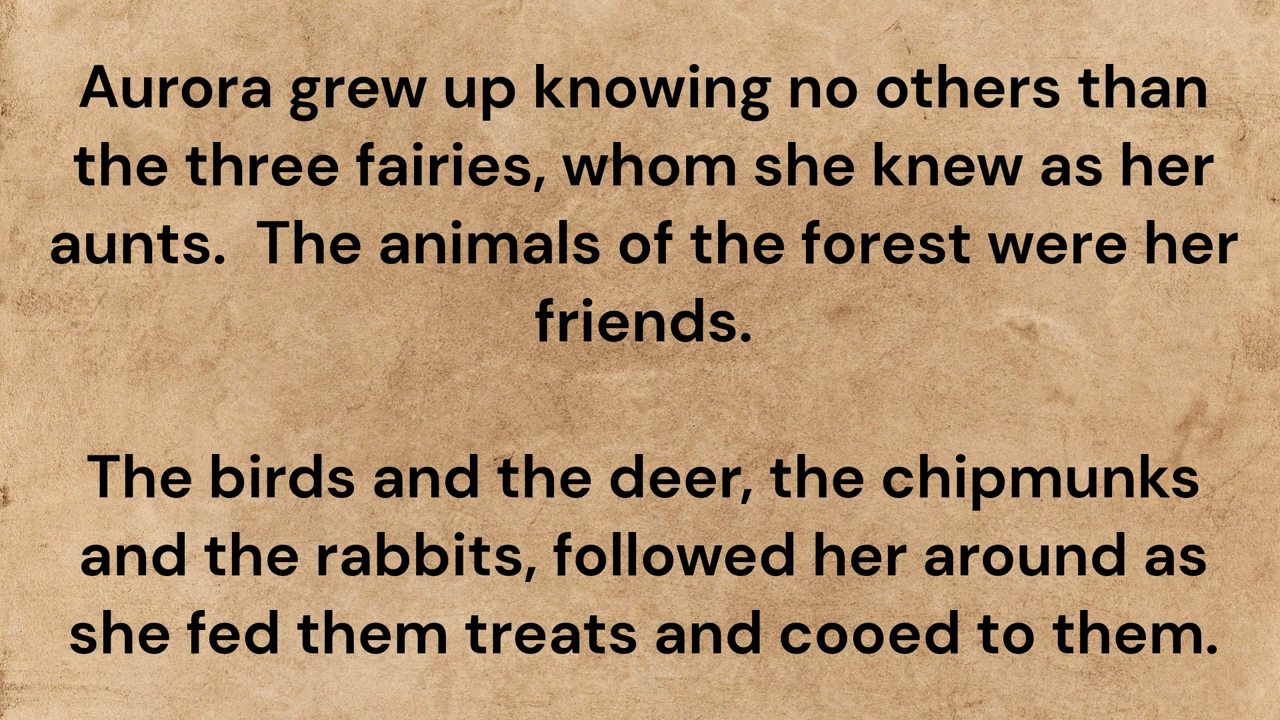 Aurora grew up knowing no others than
the three fairies, whom she knew as her
aunts.  The animals of the forest were her
friends.
The birds and the deer, the chipmunks
and the rabbits, followed her around as
she fed them treats and cooed to them.